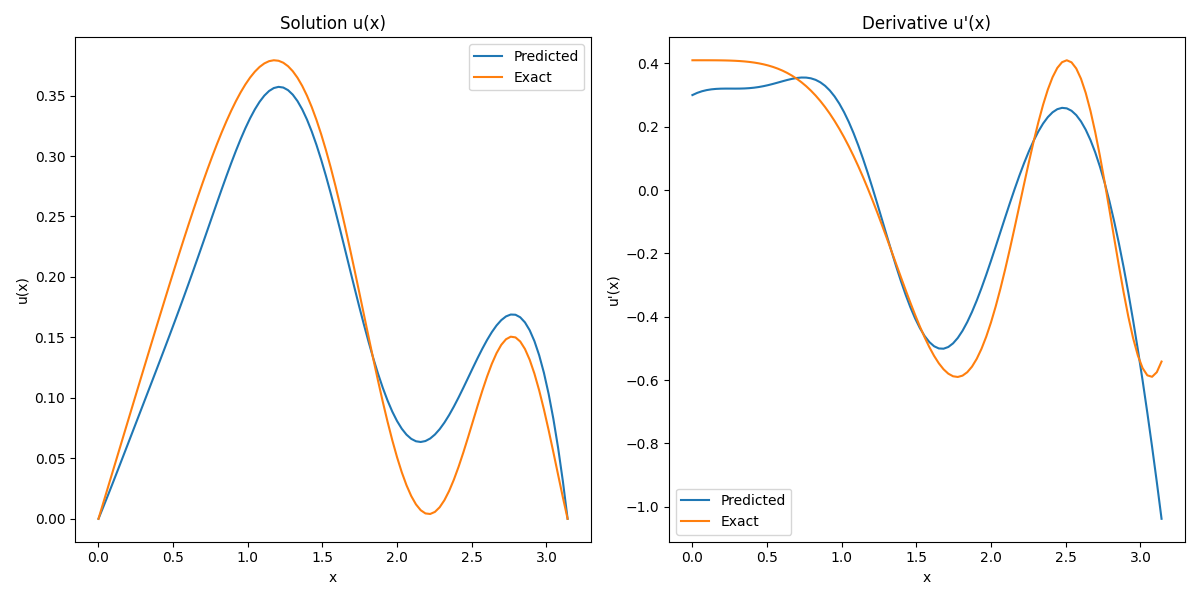 Solution u(x)
Predicted
Exact
0.35
0.30
0.25
0.20
0.15
0.10
0.05
0.00
u(x)
0.0 0.5 1.0 1.5 2.0 2.5 3.0
x
Derivative u'(x)
0.4
0.2
0.0
−0.2
−0.4
−0.6
−0.8
−1.0
u'(x)
Predicted
Exact
0.0 0.5 1.0 1.5 2.0 2.5 3.0
x